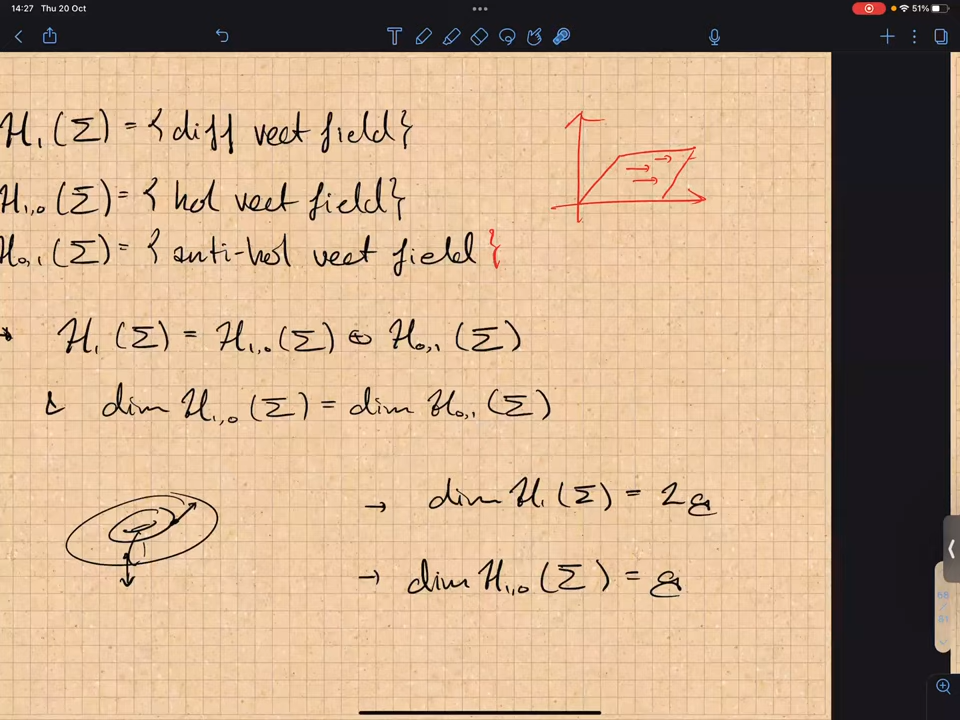 14:27 Thu 20 Oct
51%
H₁(Σ) = { diff vect field }
H₁,₀(Σ) = { hol vect field }
H₀,₁(Σ) = { anti-hol vect field }
H₁(Σ) = H₁,₀(Σ) ⊕ H₀,₁(Σ)
& dim H₁,₀(Σ) = dim H₀,₁(Σ)
→ dim H₁(Σ) = 2g
→ dim H₁,₀(Σ) = g
68 / 81